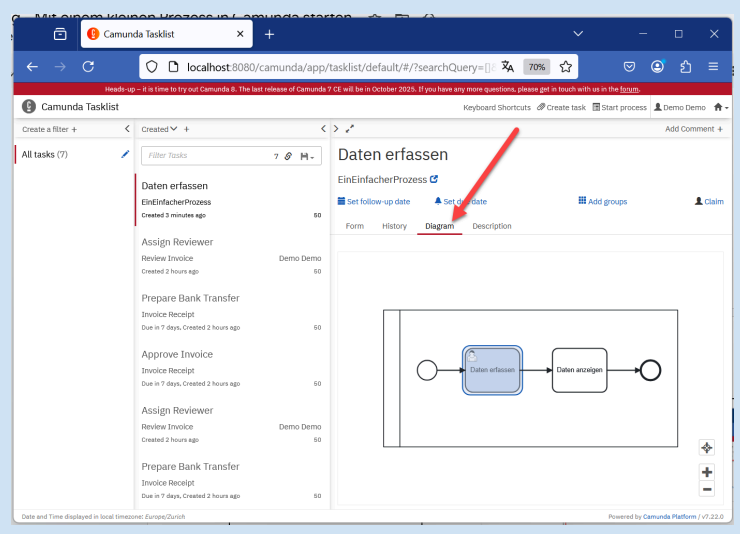 Mit einem kleinen Prozess in Camunda starten
Camunda Tasklist
localhost:8080/camunda/app/tasklist/default/#/?searchQuery=[]
70%
Heads-up – it is time to try out Camunda 8. The last release of Camunda 7 CE will be in October 2025. If you have any more questions, please get in touch with us in the forum.
Camunda Tasklist
Keyboard Shortcuts Create task Start process Demo Demo
Create a filter +
Created +
Add Comment +
All tasks (7)
Filter Tasks 7
Daten erfassen
EinEinfacherProzess
Created 3 minutes ago 50
Assign Reviewer
Review Invoice Demo Demo
Created 2 hours ago 50
Prepare Bank Transfer
Invoice Receipt
Due in 7 days, Created 2 hours ago 50
Approve Invoice
Invoice Receipt
Due in 7 days, Created 2 hours ago 50
Assign Reviewer
Review Invoice Demo Demo
Created 2 hours ago 50
Prepare Bank Transfer
Invoice Receipt
Due in 7 days, Created 2 hours ago 50
Daten erfassen
EinEinfacherProzess
Set follow-up date Set due date Add groups Claim
Form History Diagram Description
Daten erfassen
Daten anzeigen
Date and Time displayed in local timezone: Europe/Zurich
Powered by Camunda Platform / v7.22.0